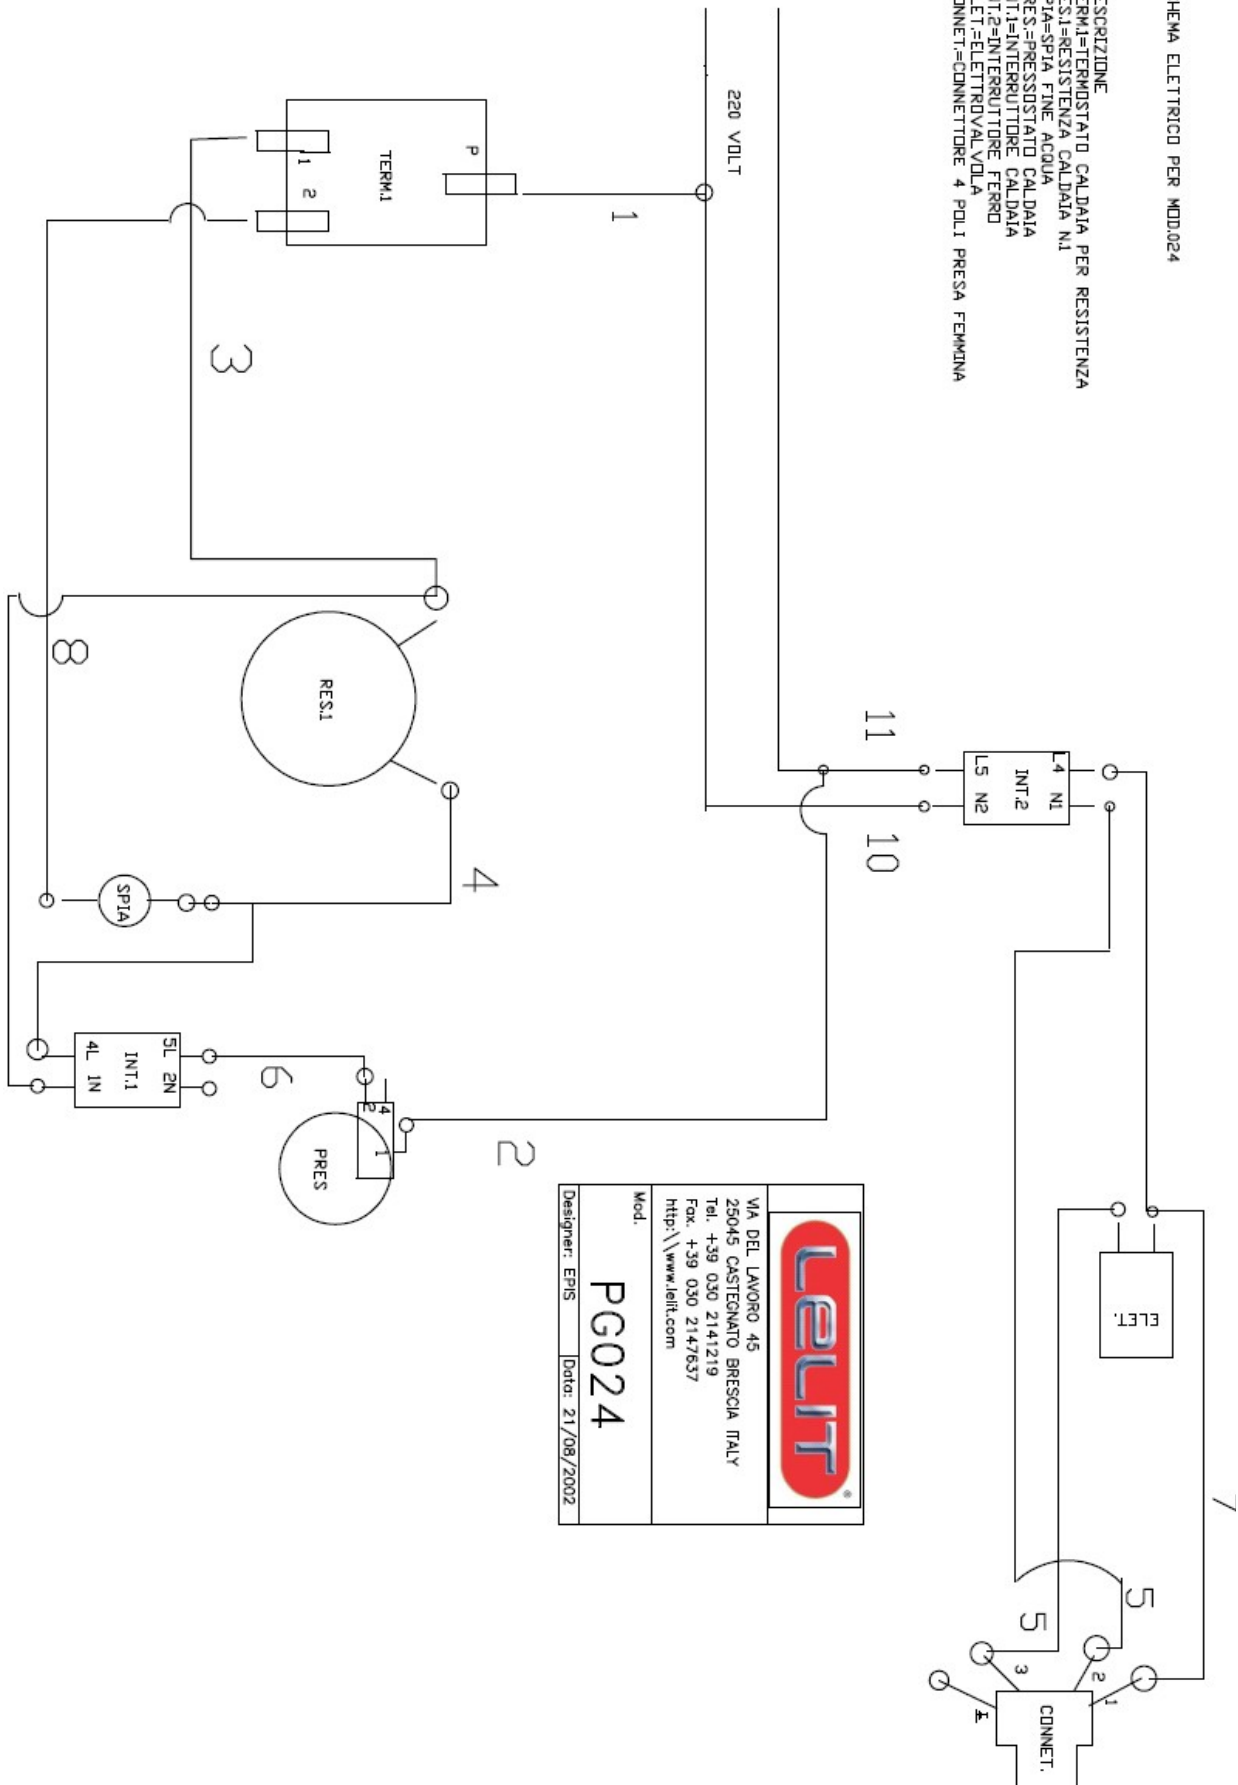 HEMA ELETTRICO PER MOD.024
ESCRIZIONE
ERM.1=TERMOSTATO CALDAIA PER RESISTENZA
ES.1=RESISTENZA CALDAIA N.1
PIA=SPIA FINE ACQUA
RES.=PRESSOSTATO CALDAIA
NT.1=INTERRUTTORE CALDAIA
NT.2=INTERRUTTORE FERRO
LET.=ELETTROVALVOLA
ONNET.=CONNETTORE 4 POLI PRESA FEMMINA
220 VOLT
P
TERM.1
1
2
1
3
8
RES.1
4
SPIA
11
10
L4 N1
INT.2
L5 N2
5L 2N
INT.1
4L 1N
6
2
4
1
PRES
2
ELET.
7
5
5
1
2
3
CONNET.
LELIT
®
VIA DEL LAVORO 45
25045 CASTEGNATO BRESCIA ITALY
Tel. +39 030 2141219
Fax. +39 030 2147637
http:\\www.lelit.com
Mod.
PG024
Designer: EPIS
Data: 21/08/2002